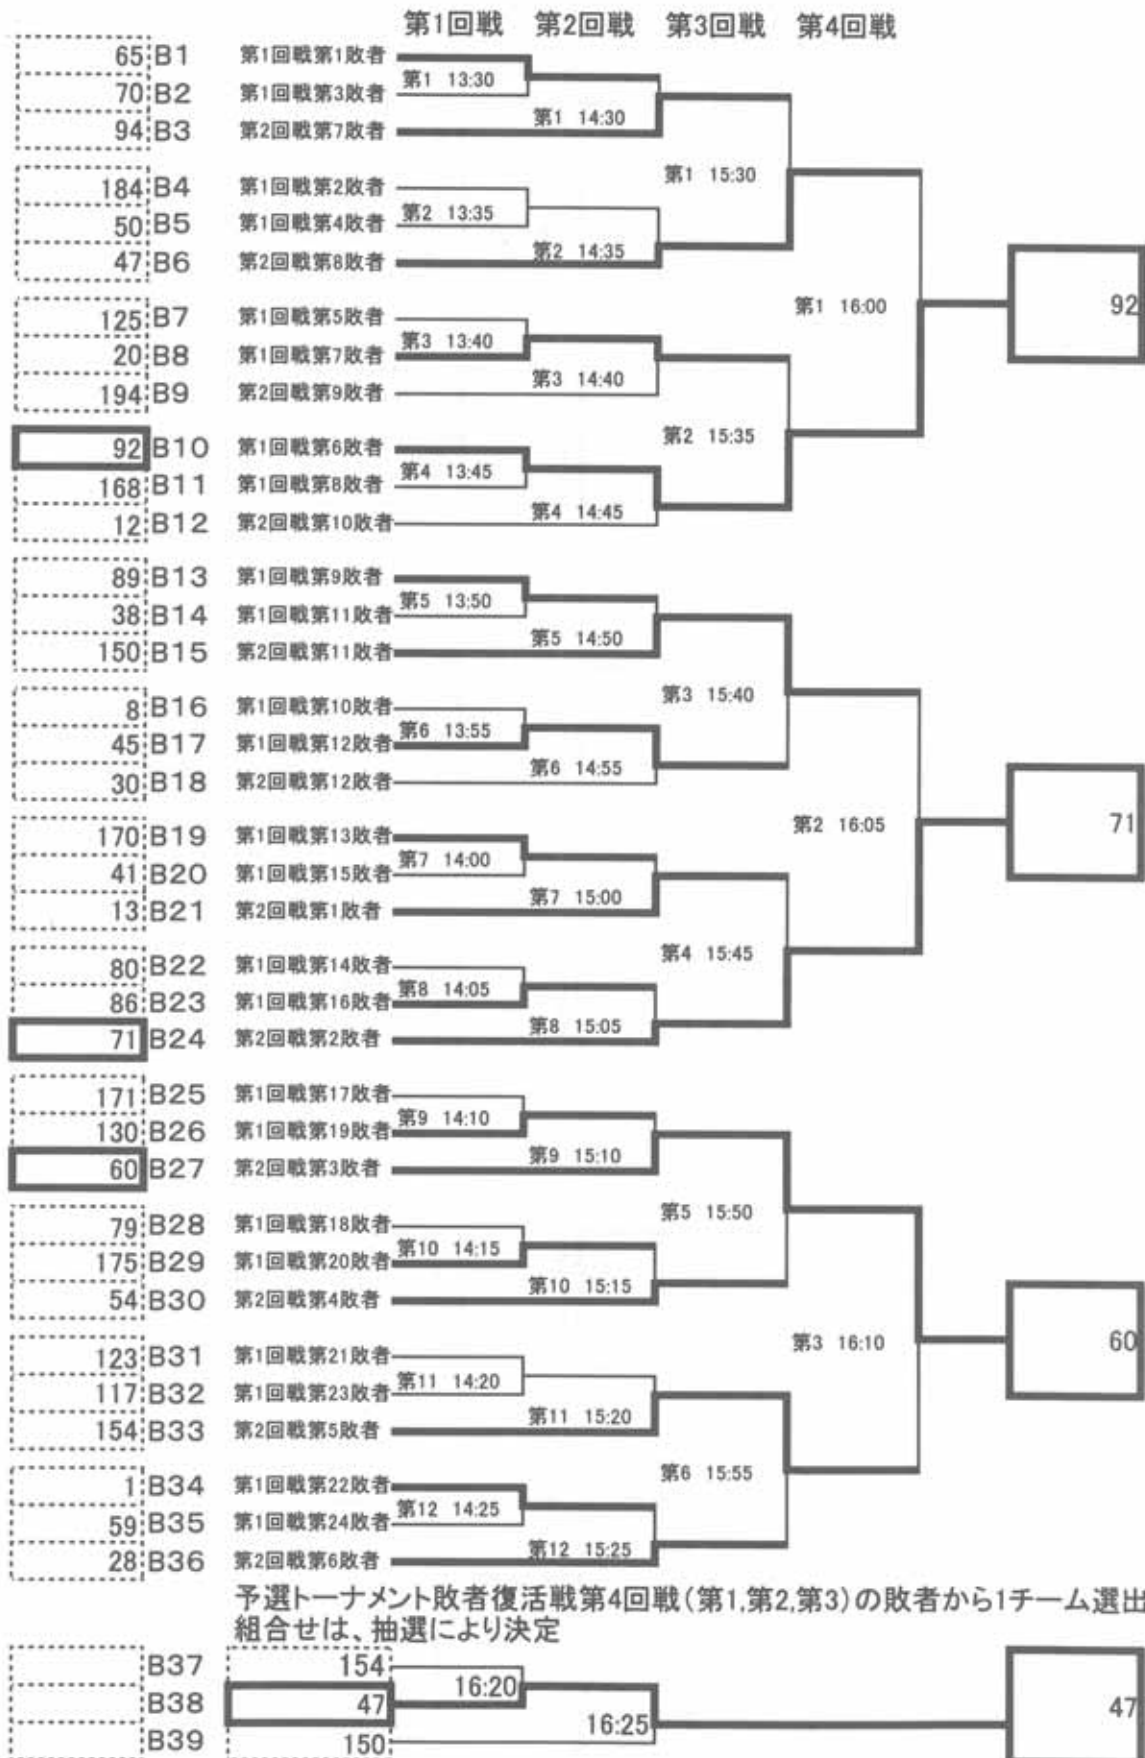 第1回戦 第2回戦 第3回戦 第4回戦
65 B1 第1回戦第1敗者
第1 13:30
70 B2 第1回戦第3敗者
第1 14:30
94 B3 第2回戦第7敗者
第1 15:30
184 B4 第1回戦第2敗者
第2 13:35
50 B5 第1回戦第4敗者
第2 14:35
47 B6 第2回戦第8敗者
第1 16:00
92
125 B7 第1回戦第5敗者
第3 13:40
20 B8 第1回戦第7敗者
第3 14:40
194 B9 第2回戦第9敗者
第2 15:35
92 B10 第1回戦第6敗者
第4 13:45
168 B11 第1回戦第8敗者
第4 14:45
12 B12 第2回戦第10敗者
89 B13 第1回戦第9敗者
第5 13:50
38 B14 第1回戦第11敗者
第5 14:50
150 B15 第2回戦第11敗者
第3 15:40
8 B16 第1回戦第10敗者
第6 13:55
45 B17 第1回戦第12敗者
第6 14:55
30 B18 第2回戦第12敗者
第2 16:05
71
170 B19 第1回戦第13敗者
第7 14:00
41 B20 第1回戦第15敗者
第7 15:00
13 B21 第2回戦第1敗者
第4 15:45
80 B22 第1回戦第14敗者
第8 14:05
86 B23 第1回戦第16敗者
第8 15:05
71 B24 第2回戦第2敗者
171 B25 第1回戦第17敗者
第9 14:10
130 B26 第1回戦第19敗者
第9 15:10
60 B27 第2回戦第3敗者
第5 15:50
79 B28 第1回戦第18敗者
第10 14:15
175 B29 第1回戦第20敗者
第10 15:15
54 B30 第2回戦第4敗者
第3 16:10
60
123 B31 第1回戦第21敗者
第11 14:20
117 B32 第1回戦第23敗者
第11 15:20
154 B33 第2回戦第5敗者
第6 15:55
1 B34 第1回戦第22敗者
第12 14:25
59 B35 第1回戦第24敗者
第12 15:25
28 B36 第2回戦第6敗者
予選トーナメント敗者復活戦第4回戦(第1,第2,第3)の敗者から1チーム選出
組合せは、抽選により決定
B37 154
16:20
B38 47
47
16:25
B39 150